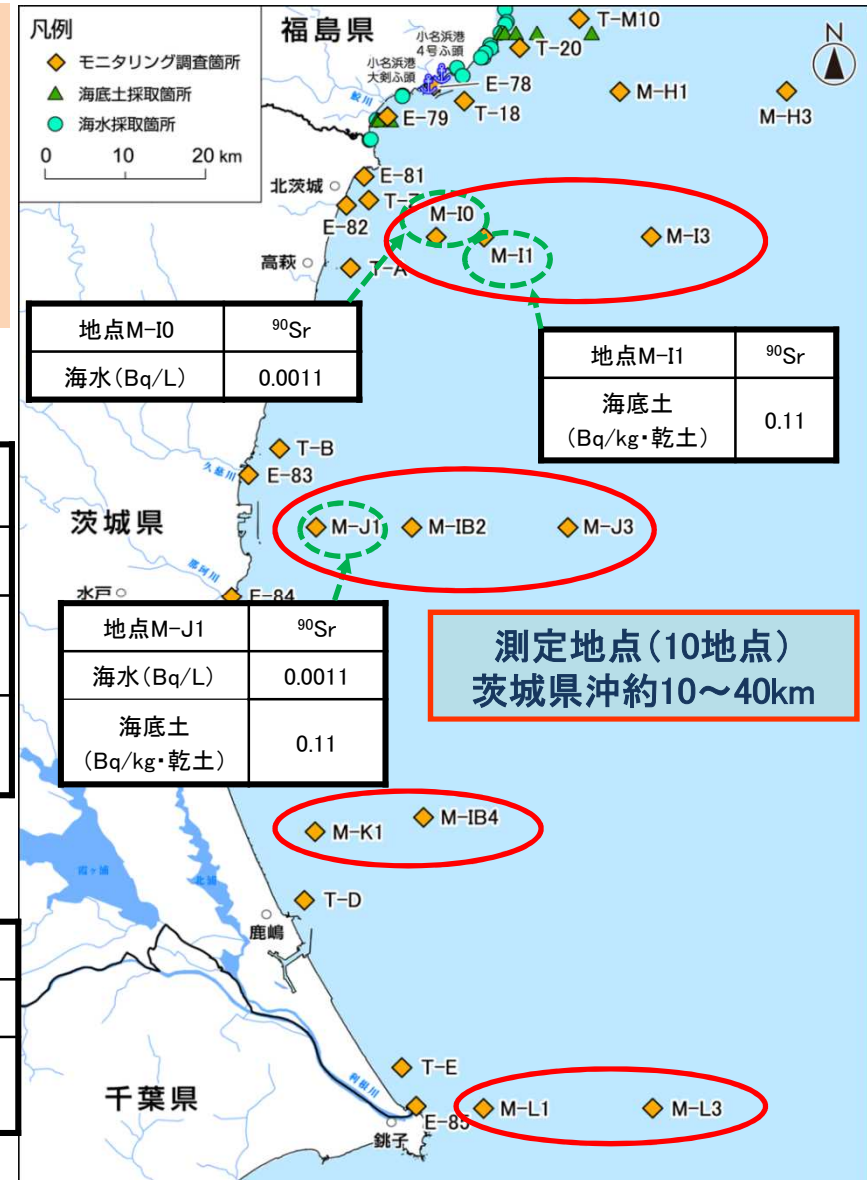 凡例
モニタリング調査箇所
海底土採取箇所
海水採取箇所
0 10 20 km
福島県
小名浜港
4号ふ頭
小名浜港
大剣ふ頭
鮫川
N
T-M10
T-20
E-78
T-18
E-79
M-H1
M-H3
E-81
北茨城
E-82
M-I0
M-I1
M-I3
高萩
T-A
地点M-I0 ⁹⁰Sr
海水(Bq/L) 0.0011
地点M-I1 ⁹⁰Sr
海底土
(Bq/kg・乾土) 0.11
T-B
久慈川
E-83
茨城県
M-J1
M-IB2
M-J3
那珂川
水戸
E-84
地点M-J1 ⁹⁰Sr
海水(Bq/L) 0.0011
海底土
(Bq/kg・乾土) 0.11
測定地点(10地点)
茨城県沖約10～40km
M-K1
M-IB4
霞ヶ浦
北浦
T-D
鹿嶋
T-E
利根川
千葉県
E-85
銚子
M-L1
M-L3